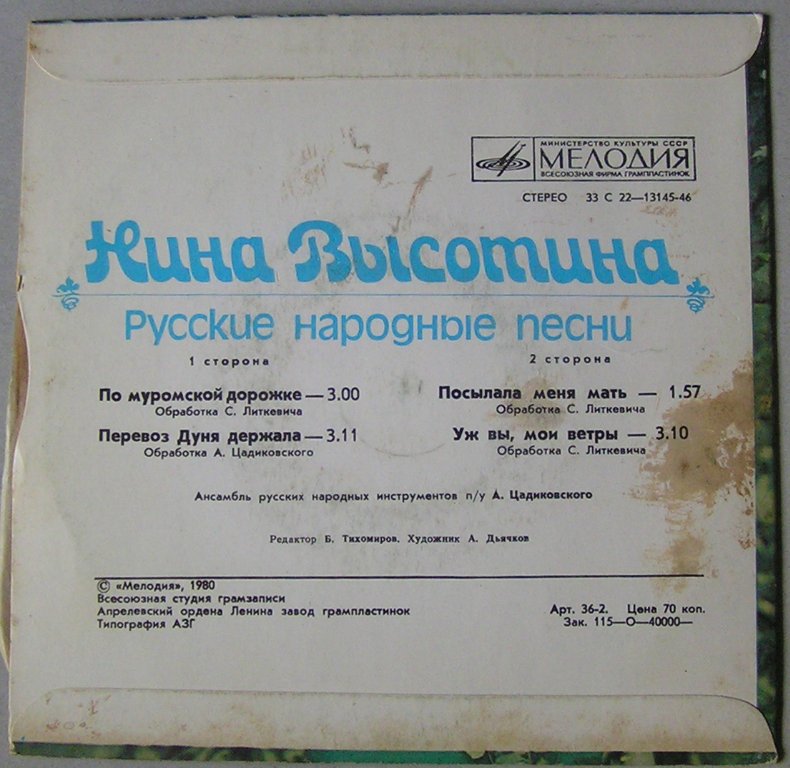 МИНИСТЕРСТВО КУЛЬТУРЫ СССР
МЕЛОДИЯ
ВСЕСОЮЗНАЯ ФИРМА ГРАМПЛАСТИНОК
СТЕРЕО 33 С 22—13145-46
Нина Высотина
Русские народные песни
1 сторона
По муромской дорожке — 3.00
Обработка С. Литкевича
Перевоз Дуня держала — 3.11
Обработка А. Цадиковского
2 сторона
Посылала меня мать — 1.57
Обработка С. Литкевича
Уж вы, мои ветры — 3.10
Обработка С. Литкевича
Ансамбль русских народных инструментов п/у А. Цадиковского
Редактор Б. Тихомиров. Художник А. Дьячков
© «Мелодия», 1980
Всесоюзная студия грамзаписи
Апрелевский ордена Ленина завод грампластинок
Типография АЗГ
Арт. 36-2. Цена 70 коп.
Зак. 115—О—40000—